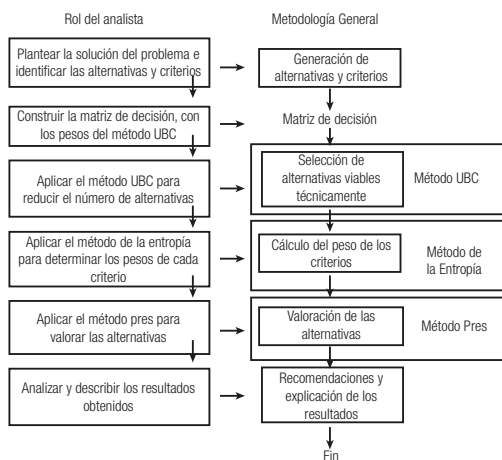 Rol del analista
Metodología General
Plantear la solución del problema e
identificar las alternativas y criterios
Generación de
alternativas y criterios
Construir la matriz de decisión, con
los pesos del método UBC
Matriz de decisión
Aplicar el método UBC para
reducir el número de alternativas
Selección de
alternativas viables
técnicamente
Método UBC
Aplicar el método de la entropía
para determinar los pesos de cada
criterio
Cálculo del peso de los
criterios
Método de
la Entropía
Aplicar el método pres para
valorar las alternativas
Valoración de las
alternativas
Método Pres
Analizar y describir los resultados
obtenidos
Recomendaciones y
explicación de los
resultados
Fin